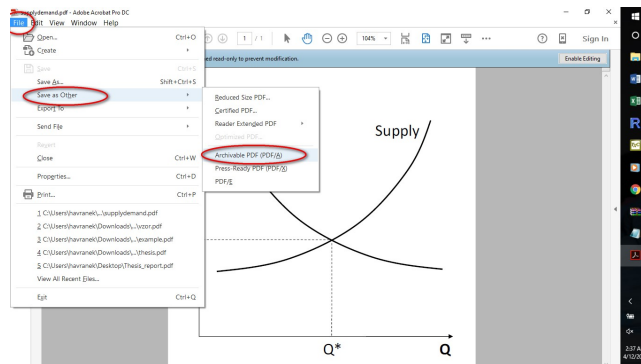 supplydemand.pdf - Adobe Acrobat Pro DC
File Edit View Window Help
Open... Ctrl+O
Create
Save Ctrl+S
Save As... Shift+Ctrl+S
Save as Other
Export To
Send File
Revert
Close Ctrl+W
Properties... Ctrl+D
Print... Ctrl+P
1 C:\Users\havranek\...\supplydemand.pdf
2 C:\Users\havranek\Downloads\...\vzor.pdf
3 C:\Users\havranek\Downloads\...\example.pdf
4 C:\Users\havranek\Downloads\...\thesis.pdf
5 C:\Users\havranek\Desktop\Thesis_report.pdf
View All Recent Files...
Exit Ctrl+Q
1 / 1 104% Sign In
ed read-only to prevent modification. Enable Editing
Reduced Size PDF...
Certified PDF...
Reader Extended PDF
Optimized PDF...
Archivable PDF (PDF/A)
Press-Ready PDF (PDF/X)
PDF/E
Supply
Q* Q
2:37 A